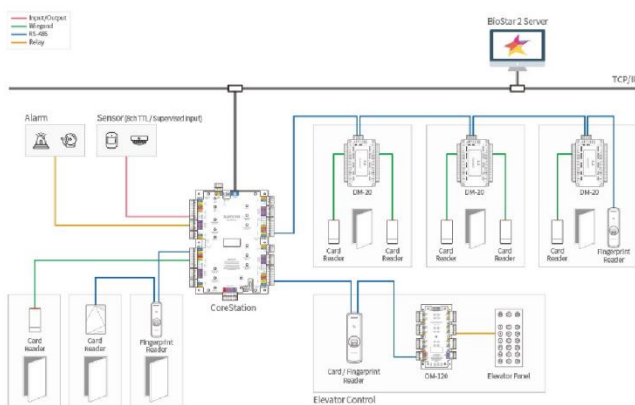 Input/Output
Wiegand
RS-485
Relay
BioStar 2 Server
TCP/IP
Alarm
Sensor (8ch TTL / Supervised Input)
DM-20
DM-20
DM-20
Card
Reader
Card
Reader
Card
Reader
Card
Reader
Card
Reader
Fingerprint
Reader
CoreStation
Card
Reader
Card
Reader
Fingerprint
Reader
Card / Fingerprint
Reader
OM-120
Elevator Panel
Elevator Control